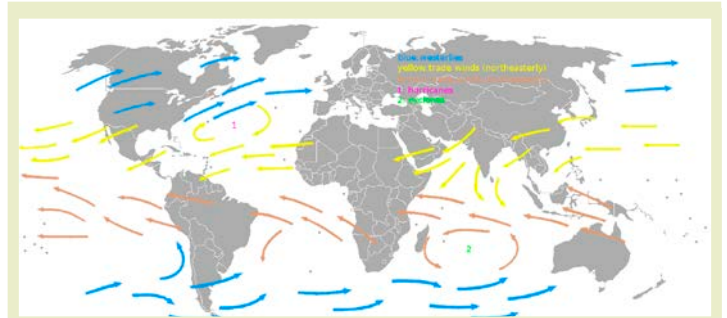 blue westerlies
yellow trade winds (northeasterly)
1: hurricanes
2: cyclones
1
2